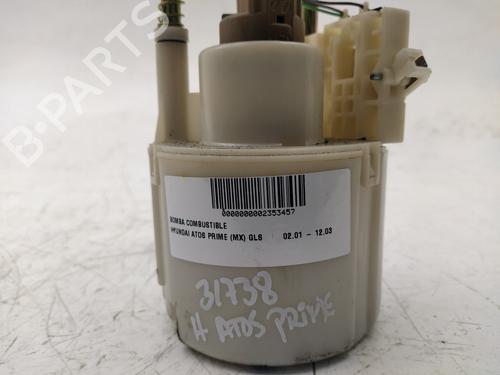 B-PARTS
0000000002353457
BOMBA COMBUSTIBLE
HYUNDAI ATOS PRIME (MX) GLS 02.01 - 12.03
31738
H ATOS PRIME